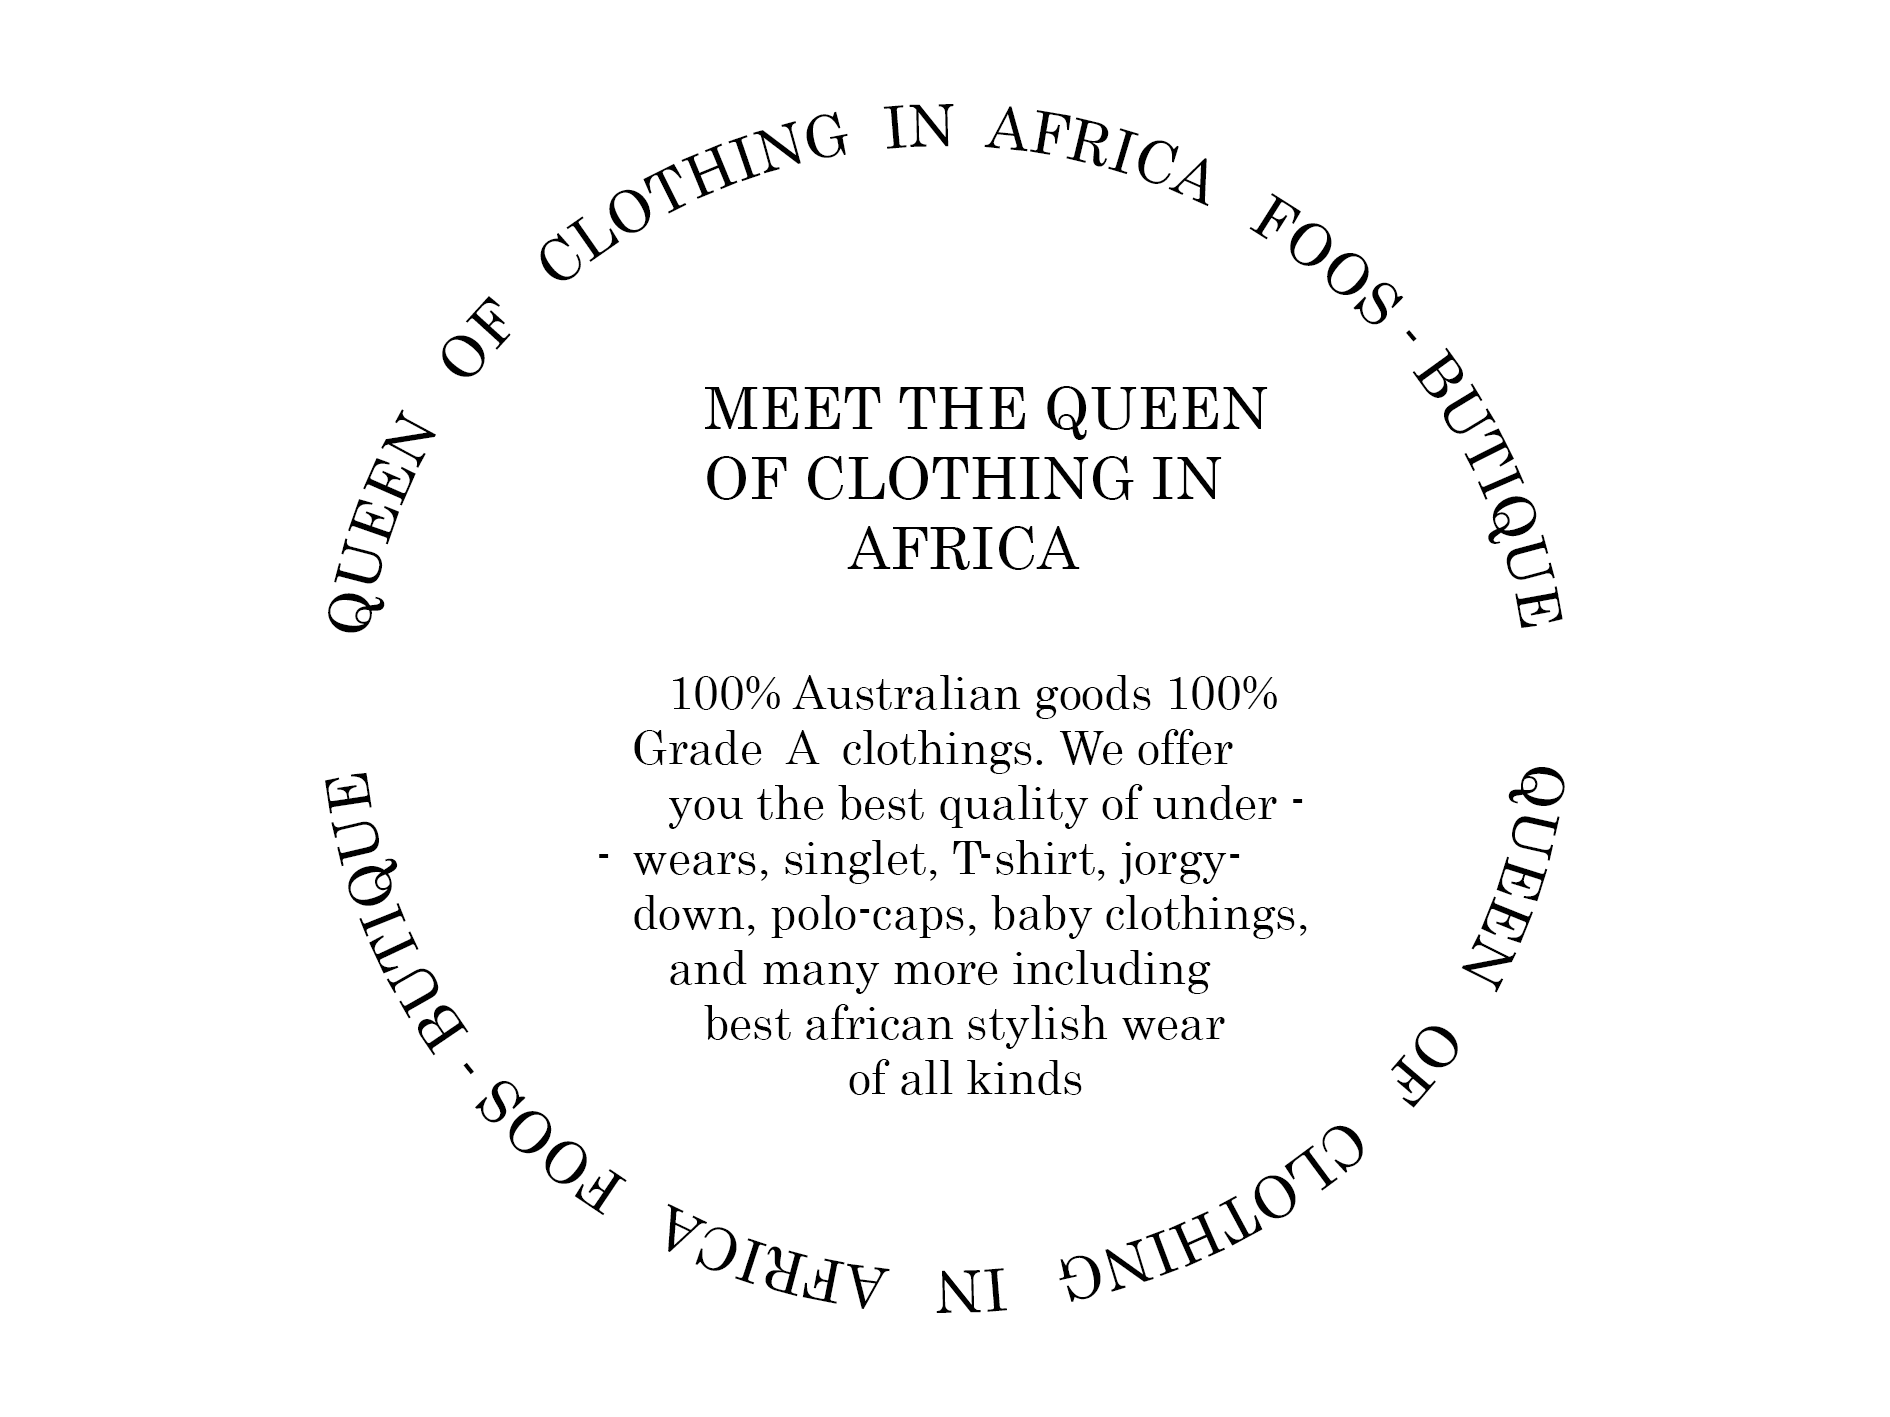 QUEEN OF CLOTHING IN AFRICA FOOS - BUTIQUE
MEET THE QUEEN
OF CLOTHING IN
AFRICA
100% Australian goods 100%
Grade A clothings. We offer
you the best quality of under -
- wears, singlet, T-shirt, jorgy-
down, polo-caps, baby clothings,
and many more including
best african stylish wear
of all kinds
QUEEN OF CLOTHING IN AFRICA FOOS - BUTIQUE